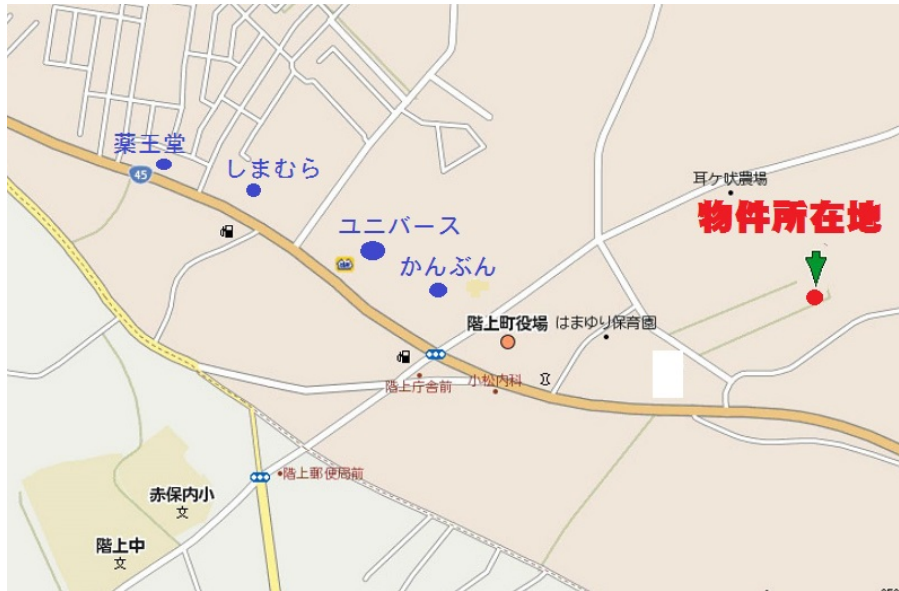 薬王堂
45
しまむら
耳ケ吠農場
物件所在地
ユニバース
かんぶん
階上町役場
はまゆり保育園
階上庁舎前
小松内科
階上郵便局前
赤保内小
文
階上中
文